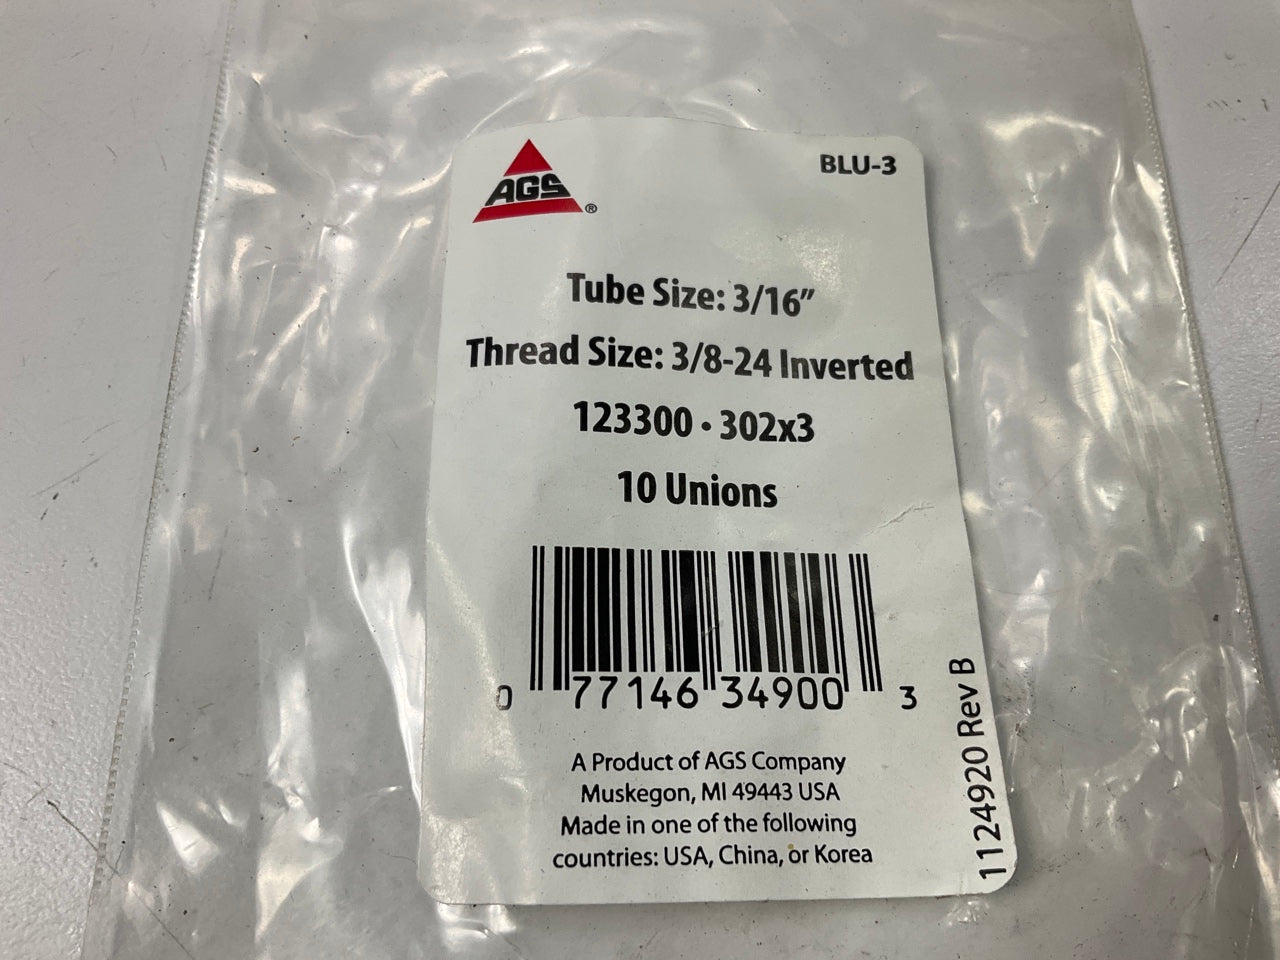 AGS®
BLU-3
Tube Size: 3/16”
Thread Size: 3/8-24 Inverted
123300 • 302x3
10 Unions
0 77146 34900 3
A Product of AGS Company
Muskegon, MI 49443 USA
Made in one of the following
countries: USA, China, or Korea
1124920 Rev B